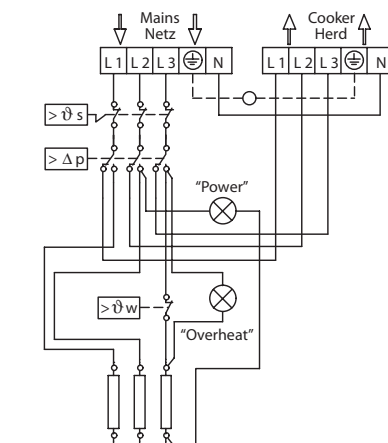 Mains
Netz
Cooker
Herd
L 1 L 2 L 3 N
L 1 L 2 L 3 N
> ϑ s
> Δ p
"Power"
> ϑ w
"Overheat"